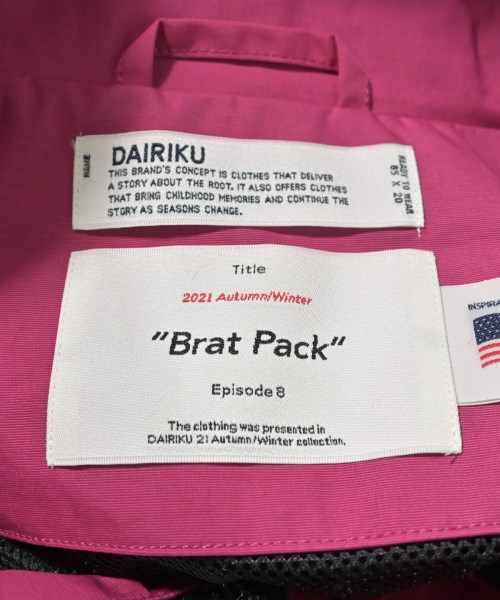 NAME
DAIRIKU
THIS BRAND'S CONCEPT IS CLOTHES THAT DELIVER
A STORY ABOUT THE ROOT. IT ALSO OFFERS CLOTHES
THAT BRING CHILDHOOD MEMORIES AND CONTINUE THE
STORY AS SEASONS CHANGE.
READY TO WEAR
85 X 20
Title
2021 Autumn/Winter
"Brat Pack"
Episode 8
The clothing was presented in
DAIRIKU 21 Autumn/Winter collection.
INSPIRA